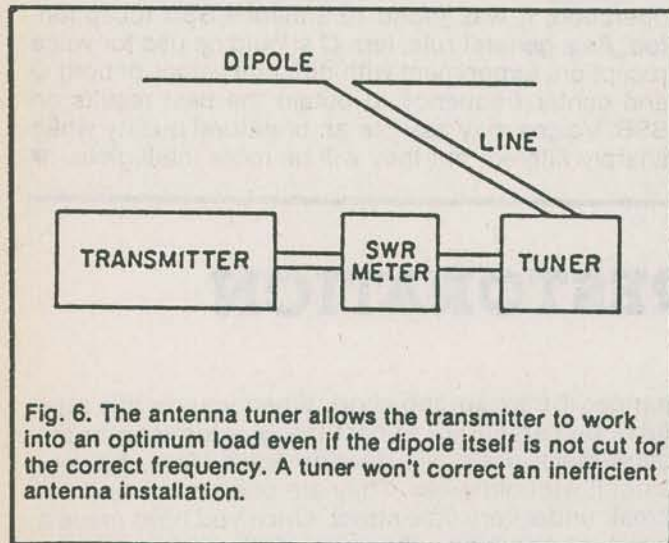 DIPOLE
LINE
TRANSMITTER
SWR
METER
TUNER
Fig. 6. The antenna tuner allows the transmitter to work
into an optimum load even if the dipole itself is not cut for
the correct frequency. A tuner won't correct an inefficient
antenna installation.